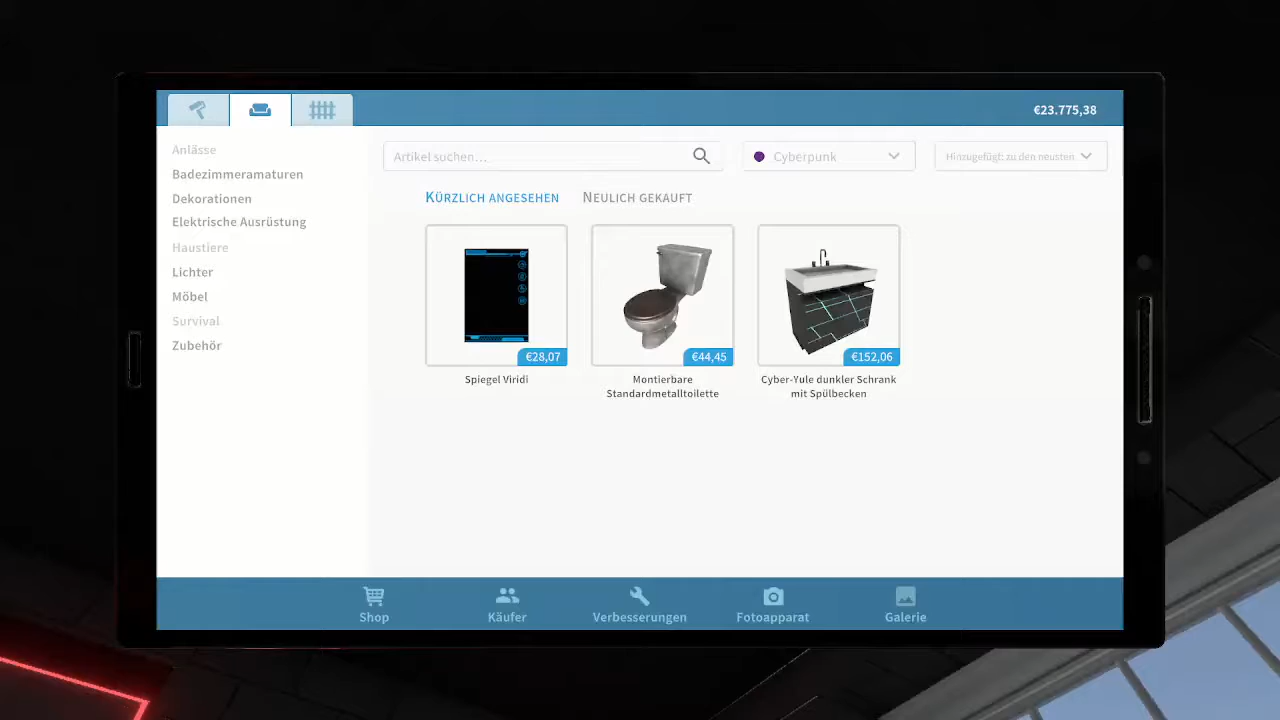 €23.775,38
Anlässe
Badezimmeramaturen
Dekorationen
Elektrische Ausrüstung
Haustiere
Lichter
Möbel
Survival
Zubehör
Artikel suchen...
Cyberpunk
Hinzugefügt: zu den neusten
KÜRZLICH ANGESEHEN
NEULICH GEKAUFT
€28,07
€44,45
€152,06
Spiegel Viridi
Montierbare
Standardmetalltoilette
Cyber-Yule dunkler Schrank
mit Spülbecken
Shop
Käufer
Verbesserungen
Fotoapparat
Galerie